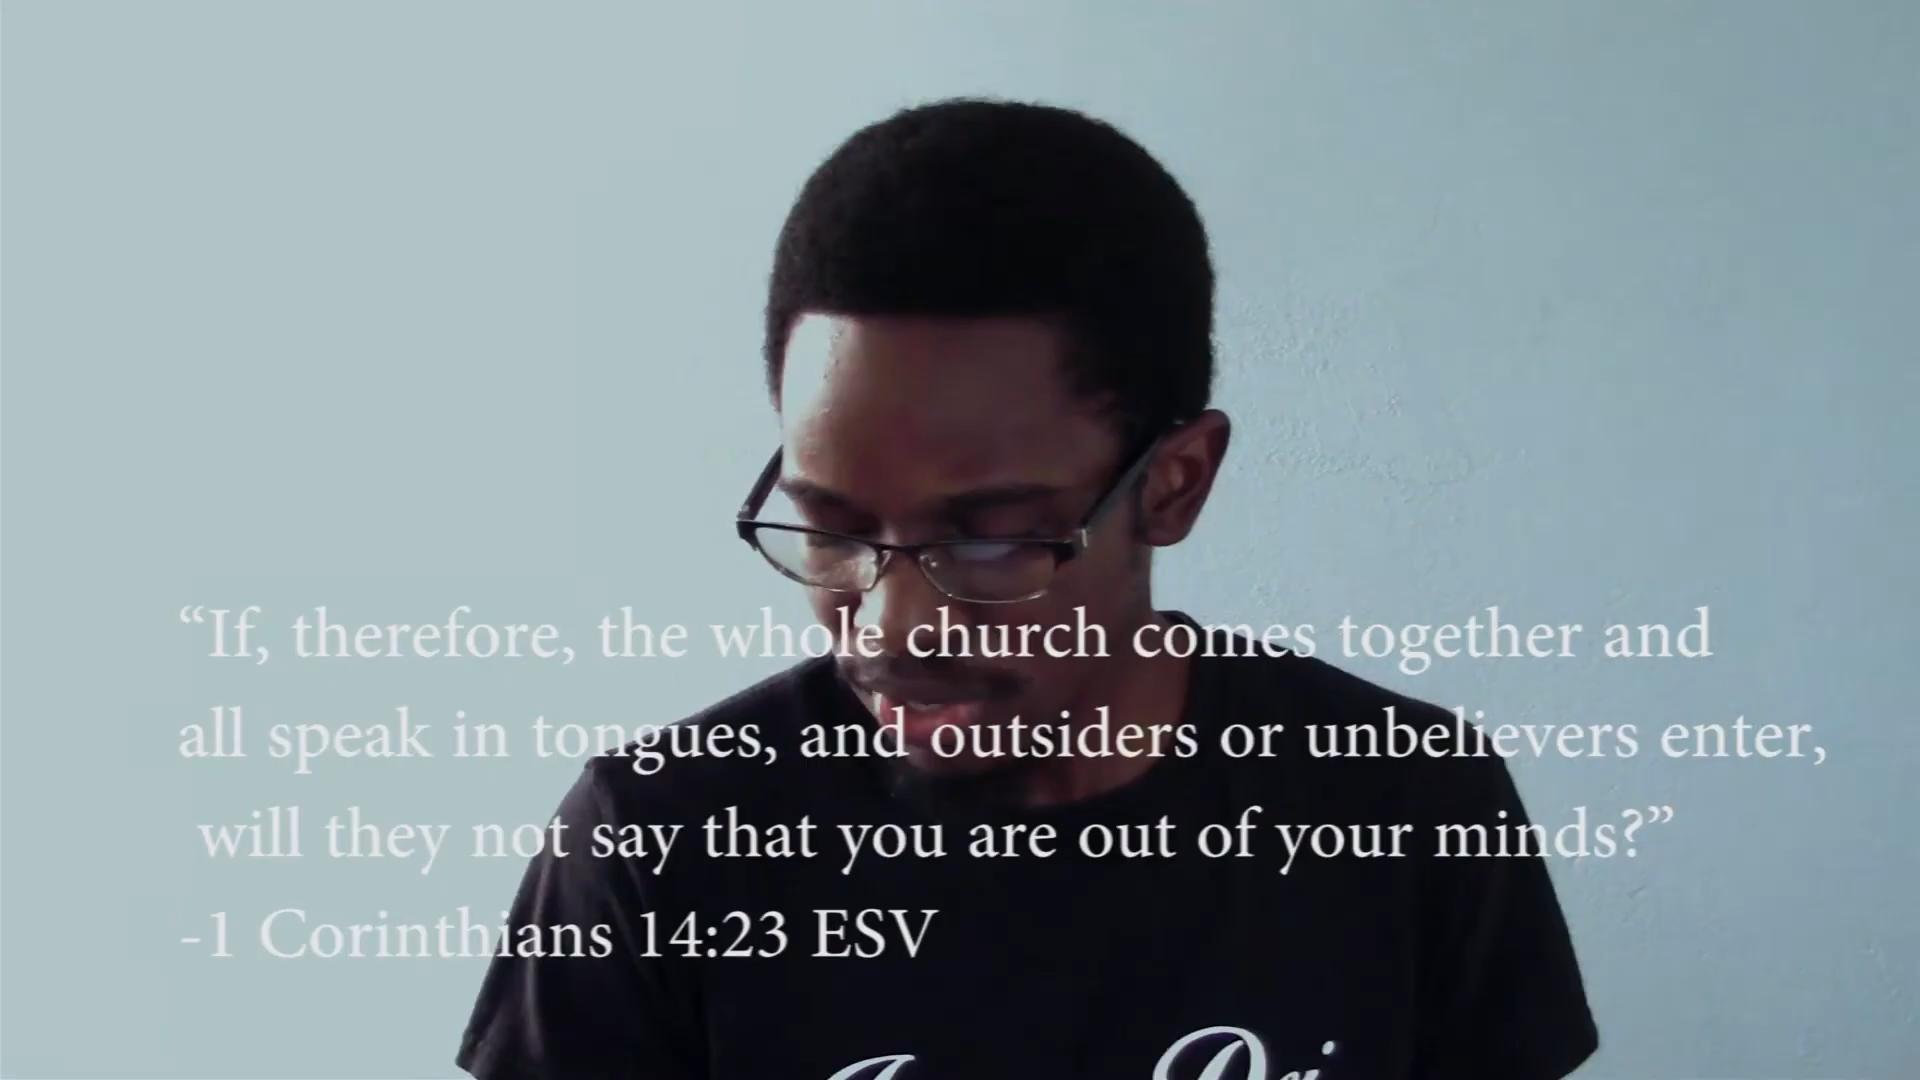 “If, therefore, the whole church comes together and
all speak in tongues, and outsiders or unbelievers enter,
will they not say that you are out of your minds?”
-1 Corinthians 14:23 ESV
Dei